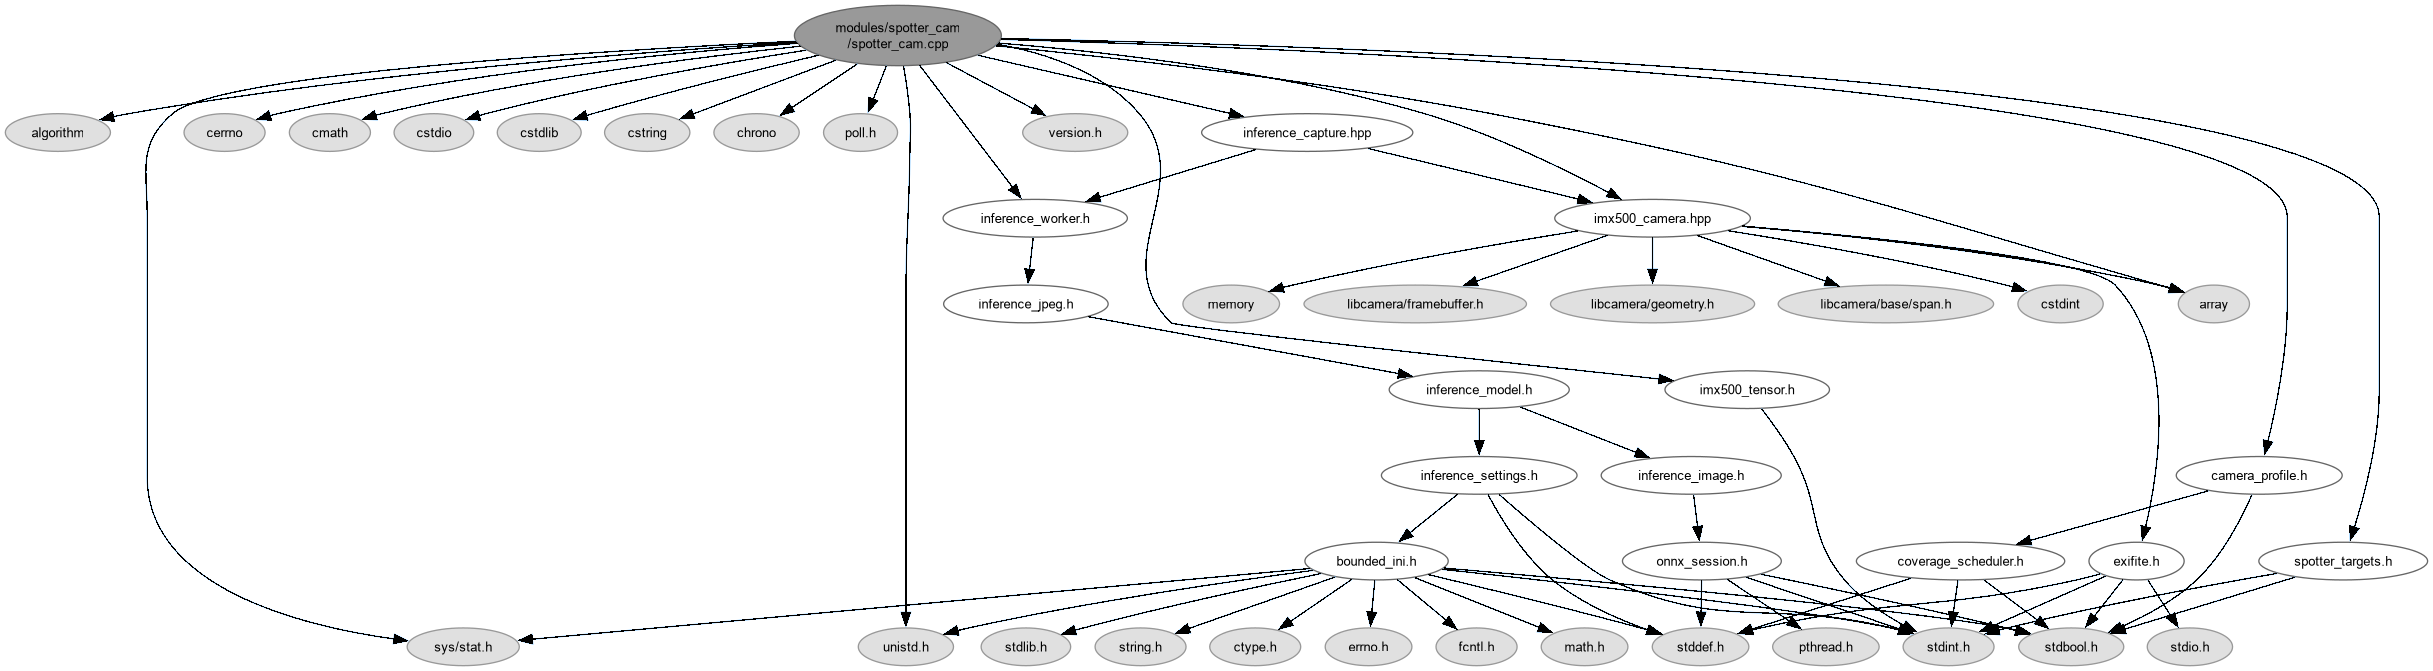 modules/spotter_cam
/spotter_cam.cpp
algorithm
cerrno
cmath
cstdio
cstdlib
cstring
chrono
poll.h
version.h
inference_capture.hpp
inference_worker.h
imx500_camera.hpp
inference_jpeg.h
memory
libcamera/framebuffer.h
libcamera/geometry.h
libcamera/base/span.h
cstdint
array
inference_model.h
imx500_tensor.h
inference_settings.h
inference_image.h
camera_profile.h
bounded_ini.h
onnx_session.h
coverage_scheduler.h
exifite.h
spotter_targets.h
sys/stat.h
unistd.h
stdlib.h
string.h
ctype.h
errno.h
fcntl.h
math.h
stddef.h
pthread.h
stdint.h
stdbool.h
stdio.h